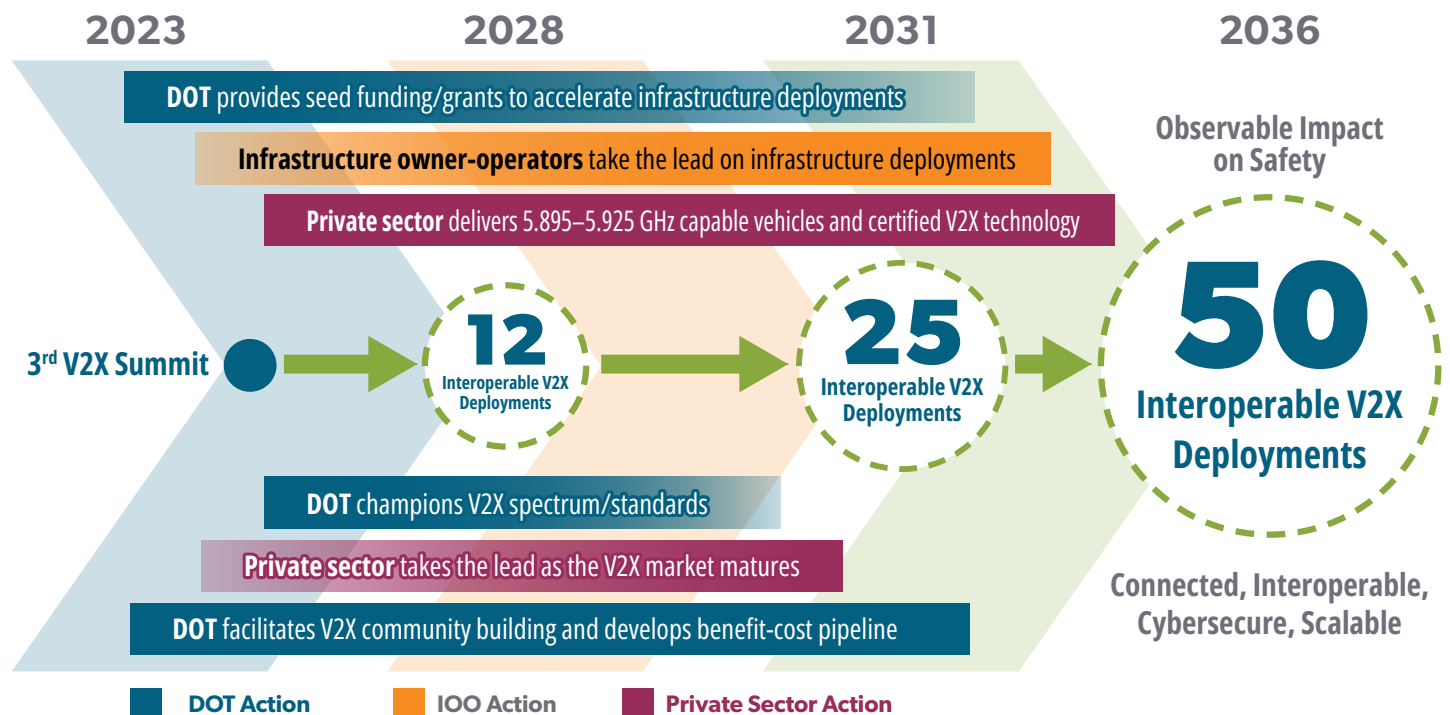 2023 2028 2031 2036
DOT provides seed funding/grants to accelerate infrastructure deployments
Infrastructure owner-operators take the lead on infrastructure deployments
Private sector delivers 5.895–5.925 GHz capable vehicles and certified V2X technology
Observable Impact
on Safety
3rd V2X Summit
12
Interoperable V2X
Deployments
25
Interoperable V2X
Deployments
50
Interoperable V2X
Deployments
DOT champions V2X spectrum/standards
Private sector takes the lead as the V2X market matures
DOT facilitates V2X community building and develops benefit-cost pipeline
Connected, Interoperable,
Cybersecure, Scalable
DOT Action IOO Action Private Sector Action